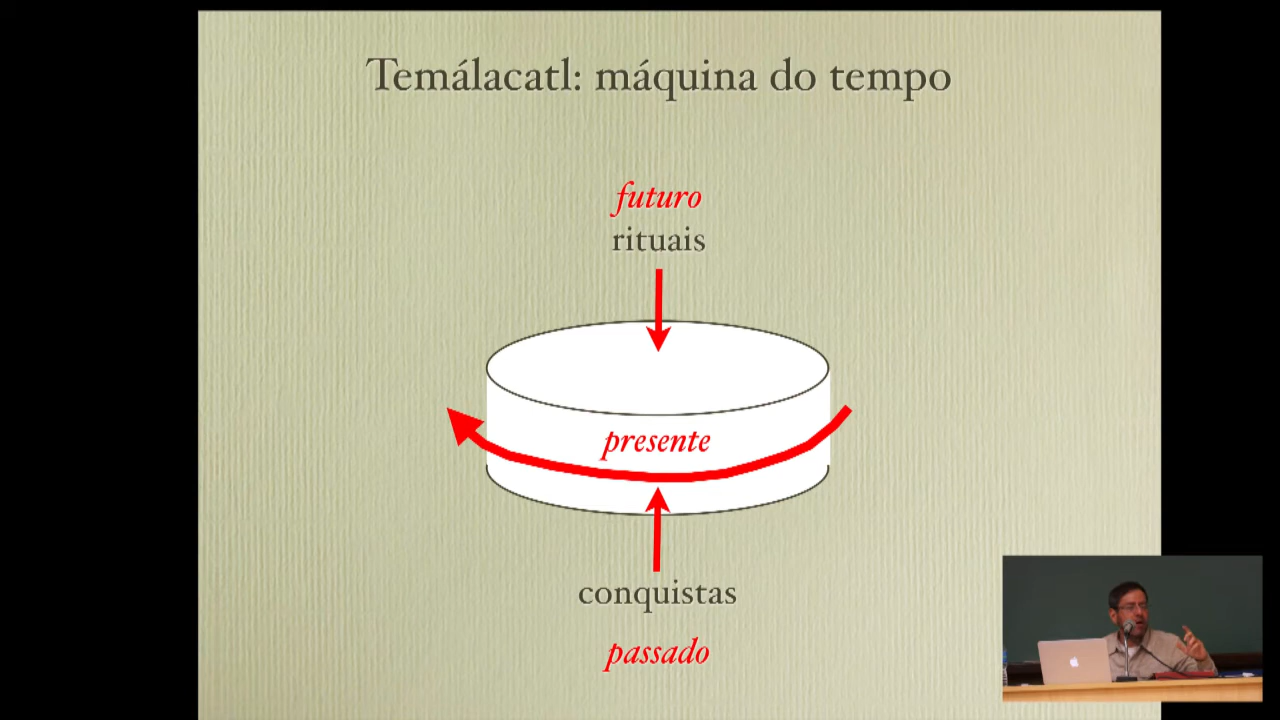 Temálacatl: máquina do tempo
futuro
rituais
presente
conquistas
passado